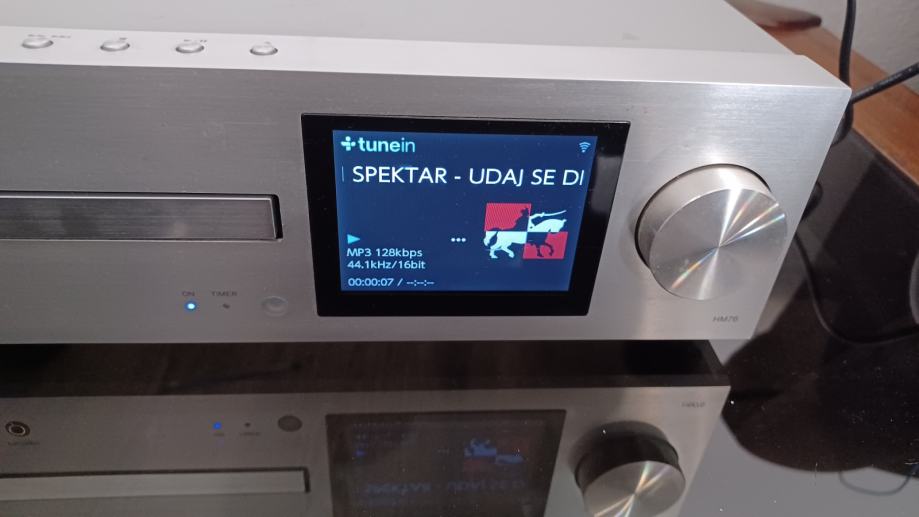 tunein
SPEKTAR - UDAJ SE DI
MP3 128kbps
44.1kHz/16bit
00:00:07 / --:--:--
ON TIMER
HM76